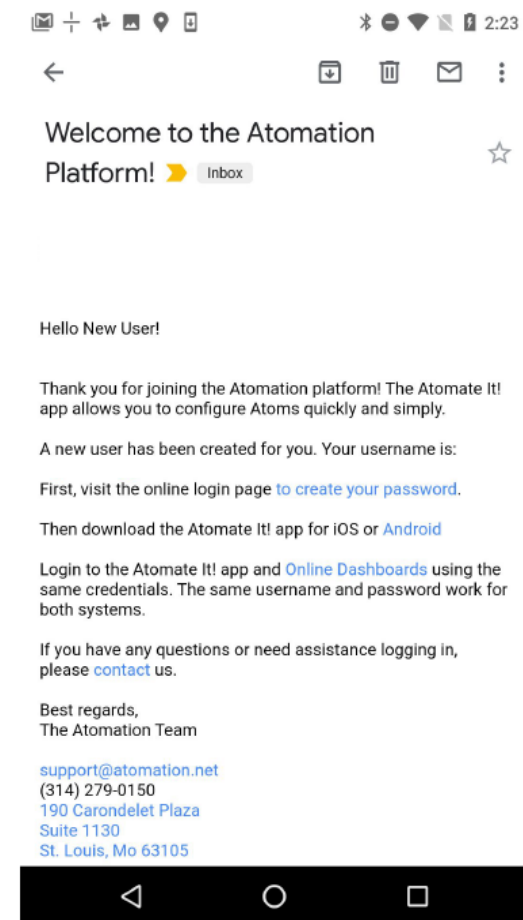 2:23
Welcome to the Atomation
Platform! Inbox
Hello New User!
Thank you for joining the Atomation platform! The Atomate It!
app allows you to configure Atoms quickly and simply.
A new user has been created for you. Your username is:
First, visit the online login page to create your password.
Then download the Atomate It! app for iOS or Android
Login to the Atomate It! app and Online Dashboards using the
same credentials. The same username and password work for
both systems.
If you have any questions or need assistance logging in,
please contact us.
Best regards,
The Atomation Team
support@atomation.net
(314) 279-0150
190 Carondelet Plaza
Suite 1130
St. Louis, Mo 63105